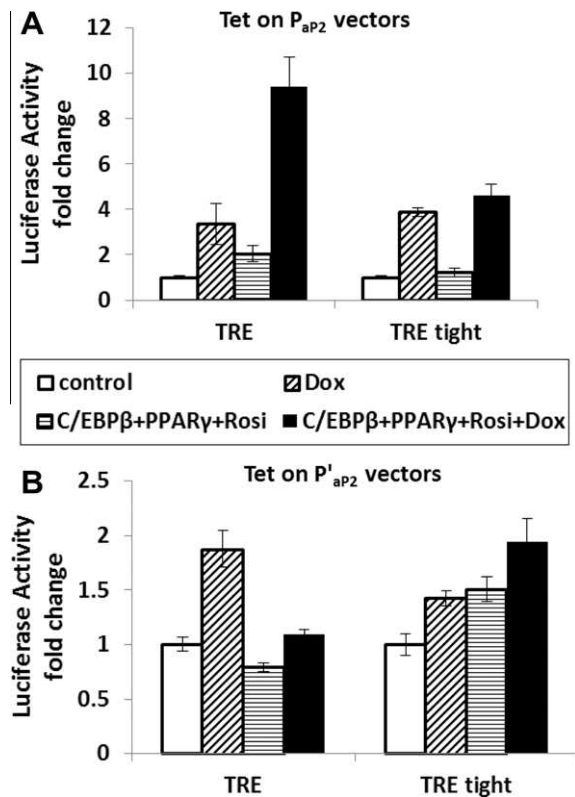 A
Tet on PaP2 vectors
Luciferase Activity
fold change
12
10
8
6
4
2
0
TRE TRE tight
control Dox
C/EBPβ+PPARγ+Rosi C/EBPβ+PPARγ+Rosi+Dox
B
Tet on P'aP2 vectors
Luciferase Activity
fold change
2.5
2
1.5
1
0.5
0
TRE TRE tight